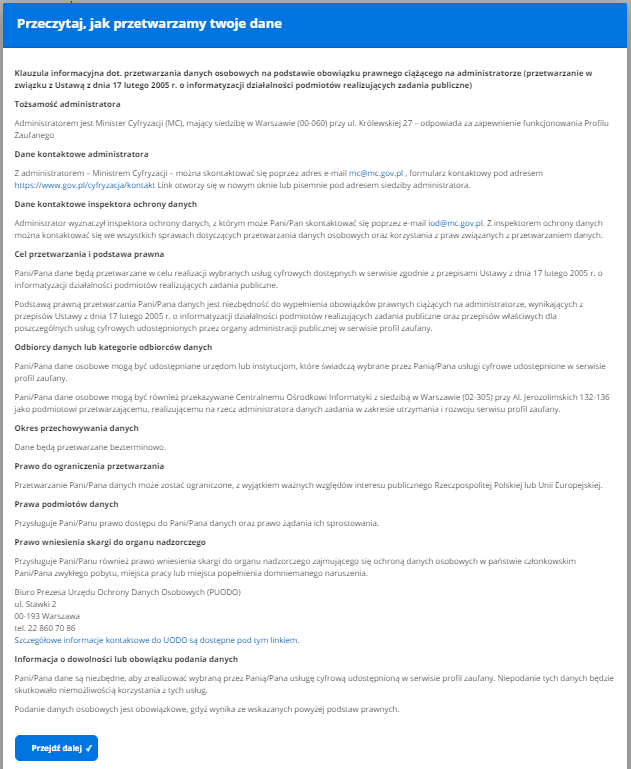 Przeczytaj, jak przetwarzamy twoje dane
Klauzula informacyjna dot. przetwarzania danych osobowych na podstawie obowiązku prawnego ciążącego na administratorze (przetwarzanie w
związku z Ustawą z dnia 17 lutego 2005 r. o informatyzacji działalności podmiotów realizujących zadania publiczne)
Tożsamość administratora
Administratorem jest Minister Cyfryzacji (MC), mający siedzibę w Warszawie (00-060) przy ul. Królewskiej 27 – odpowiada za zapewnienie funkcjonowania Profilu
Zaufanego
Dane kontaktowe administratora
Z administratorem – Ministrem Cyfryzacji – można skontaktować się poprzez adres e-mail mc@mc.gov.pl , formularz kontaktowy pod adresem
https://www.gov.pl/cyfryzacja/kontakt Link otworzy się w nowym oknie lub pisemnie pod adresem siedziby administratora.
Dane kontaktowe inspektora ochrony danych
Administrator wyznaczył inspektora ochrony danych, z którym może Pani/Pan skontaktować się poprzez e-mail iod@mc.gov.pl. Z inspektorem ochrony danych
można kontaktować się we wszystkich sprawach dotyczących przetwarzania danych osobowych oraz korzystania z praw związanych z przetwarzaniem danych.
Cel przetwarzania i podstawa prawna
Pani/Pana dane będą przetwarzane w celu realizacji wybranych usług cyfrowych dostępnych w serwisie zgodnie z przepisami Ustawy z dnia 17 lutego 2005 r. o
informatyzacji działalności podmiotów realizujących zadania publiczne.
Podstawą prawną przetwarzania Pani/Pana danych jest niezbędność do wypełnienia obowiązków prawnych ciążących na administratorze, wynikających z
przepisów Ustawy z dnia 17 lutego 2005 r. o informatyzacji działalności podmiotów realizujących zadania publiczne oraz przepisów właściwych dla
poszczególnych usług cyfrowych udostępnionych przez organy administracji publicznej w serwisie profil zaufany.
Odbiorcy danych lub kategorie odbiorców danych
Pani/Pana dane osobowe mogą być udostępniane urzędom lub instytucjom, które świadczą wybrane przez Panią/Pana usługi cyfrowe udostępnione w serwisie
profil zaufany.
Pani/Pana dane osobowe mogą być również przekazywane Centralnemu Ośrodkowi Informatyki z siedzibą w Warszawie (02-305) przy Al. Jerozolimskich 132-136
jako podmiotowi przetwarzającemu, realizującemu na rzecz administratora danych zadania w zakresie utrzymania i rozwoju serwisu profil zaufany.
Okres przechowywania danych
Dane będą przetwarzane bezterminowo.
Prawo do ograniczenia przetwarzania
Przetwarzanie Pani/Pana danych może zostać ograniczone, z wyjątkiem ważnych względów interesu publicznego Rzeczpospolitej Polskiej lub Unii Europejskiej.
Prawa podmiotów danych
Przysługuje Pani/Panu prawo dostępu do Pani/Pana danych oraz prawo żądania ich sprostowania.
Prawo wniesienia skargi do organu nadzorczego
Przysługuje Pani/Panu również prawo wniesienia skargi do organu nadzorczego zajmującego się ochroną danych osobowych w państwie członkowskim
Pani/Pana zwykłego pobytu, miejsca pracy lub miejsca popełnienia domniemanego naruszenia.
Biuro Prezesa Urzędu Ochrony Danych Osobowych (PUODO)
ul. Stawki 2
00-193 Warszawa
tel. 22 860 70 86
Szczegółowe informacje kontaktowe do UODO są dostępne pod tym linkiem.
Informacja o dowolności lub obowiązku podania danych
Pani/Pana dane są niezbędne, aby zrealizować wybraną przez Panią/Pana usługę cyfrową udostępnioną w serwisie profil zaufany. Niepodanie tych danych będzie
skutkowało niemożliwością korzystania z tych usług.
Podanie danych osobowych jest obowiązkowe, gdyż wynika ze wskazanych powyżej podstaw prawnych.
Przejdź dalej ✓